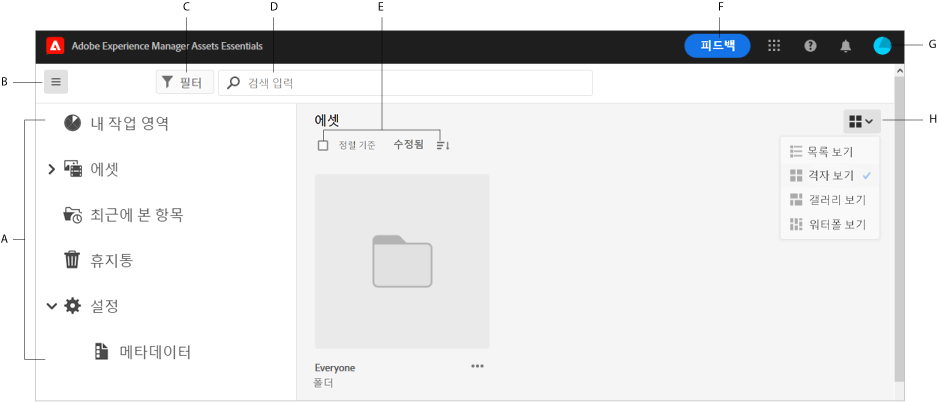 C D E F
Adobe Experience Manager Assets Essentials 피드백 G
B 필터 검색 입력
A
내 작업 영역
에셋
최근에 본 항목
휴지통
설정
메타데이터
에셋
정렬 기준 수정됨
Everyone
폴더
H
목록 보기
격자 보기
갤러리 보기
워터폴 보기